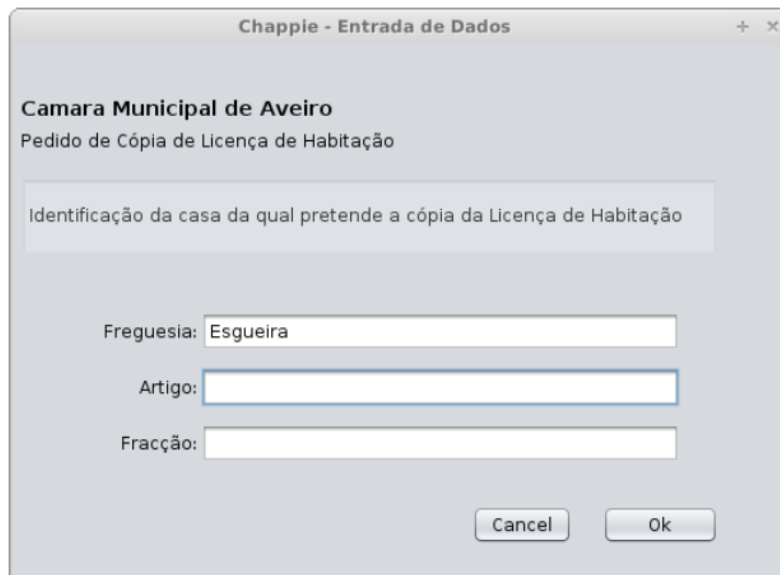 Chappie - Entrada de Dados
Camara Municipal de Aveiro
Pedido de Cópia de Licença de Habitação
Identificação da casa da qual pretende a cópia da Licença de Habitação
Freguesia: Esgueira
Artigo:
Fracção:
Cancel Ok